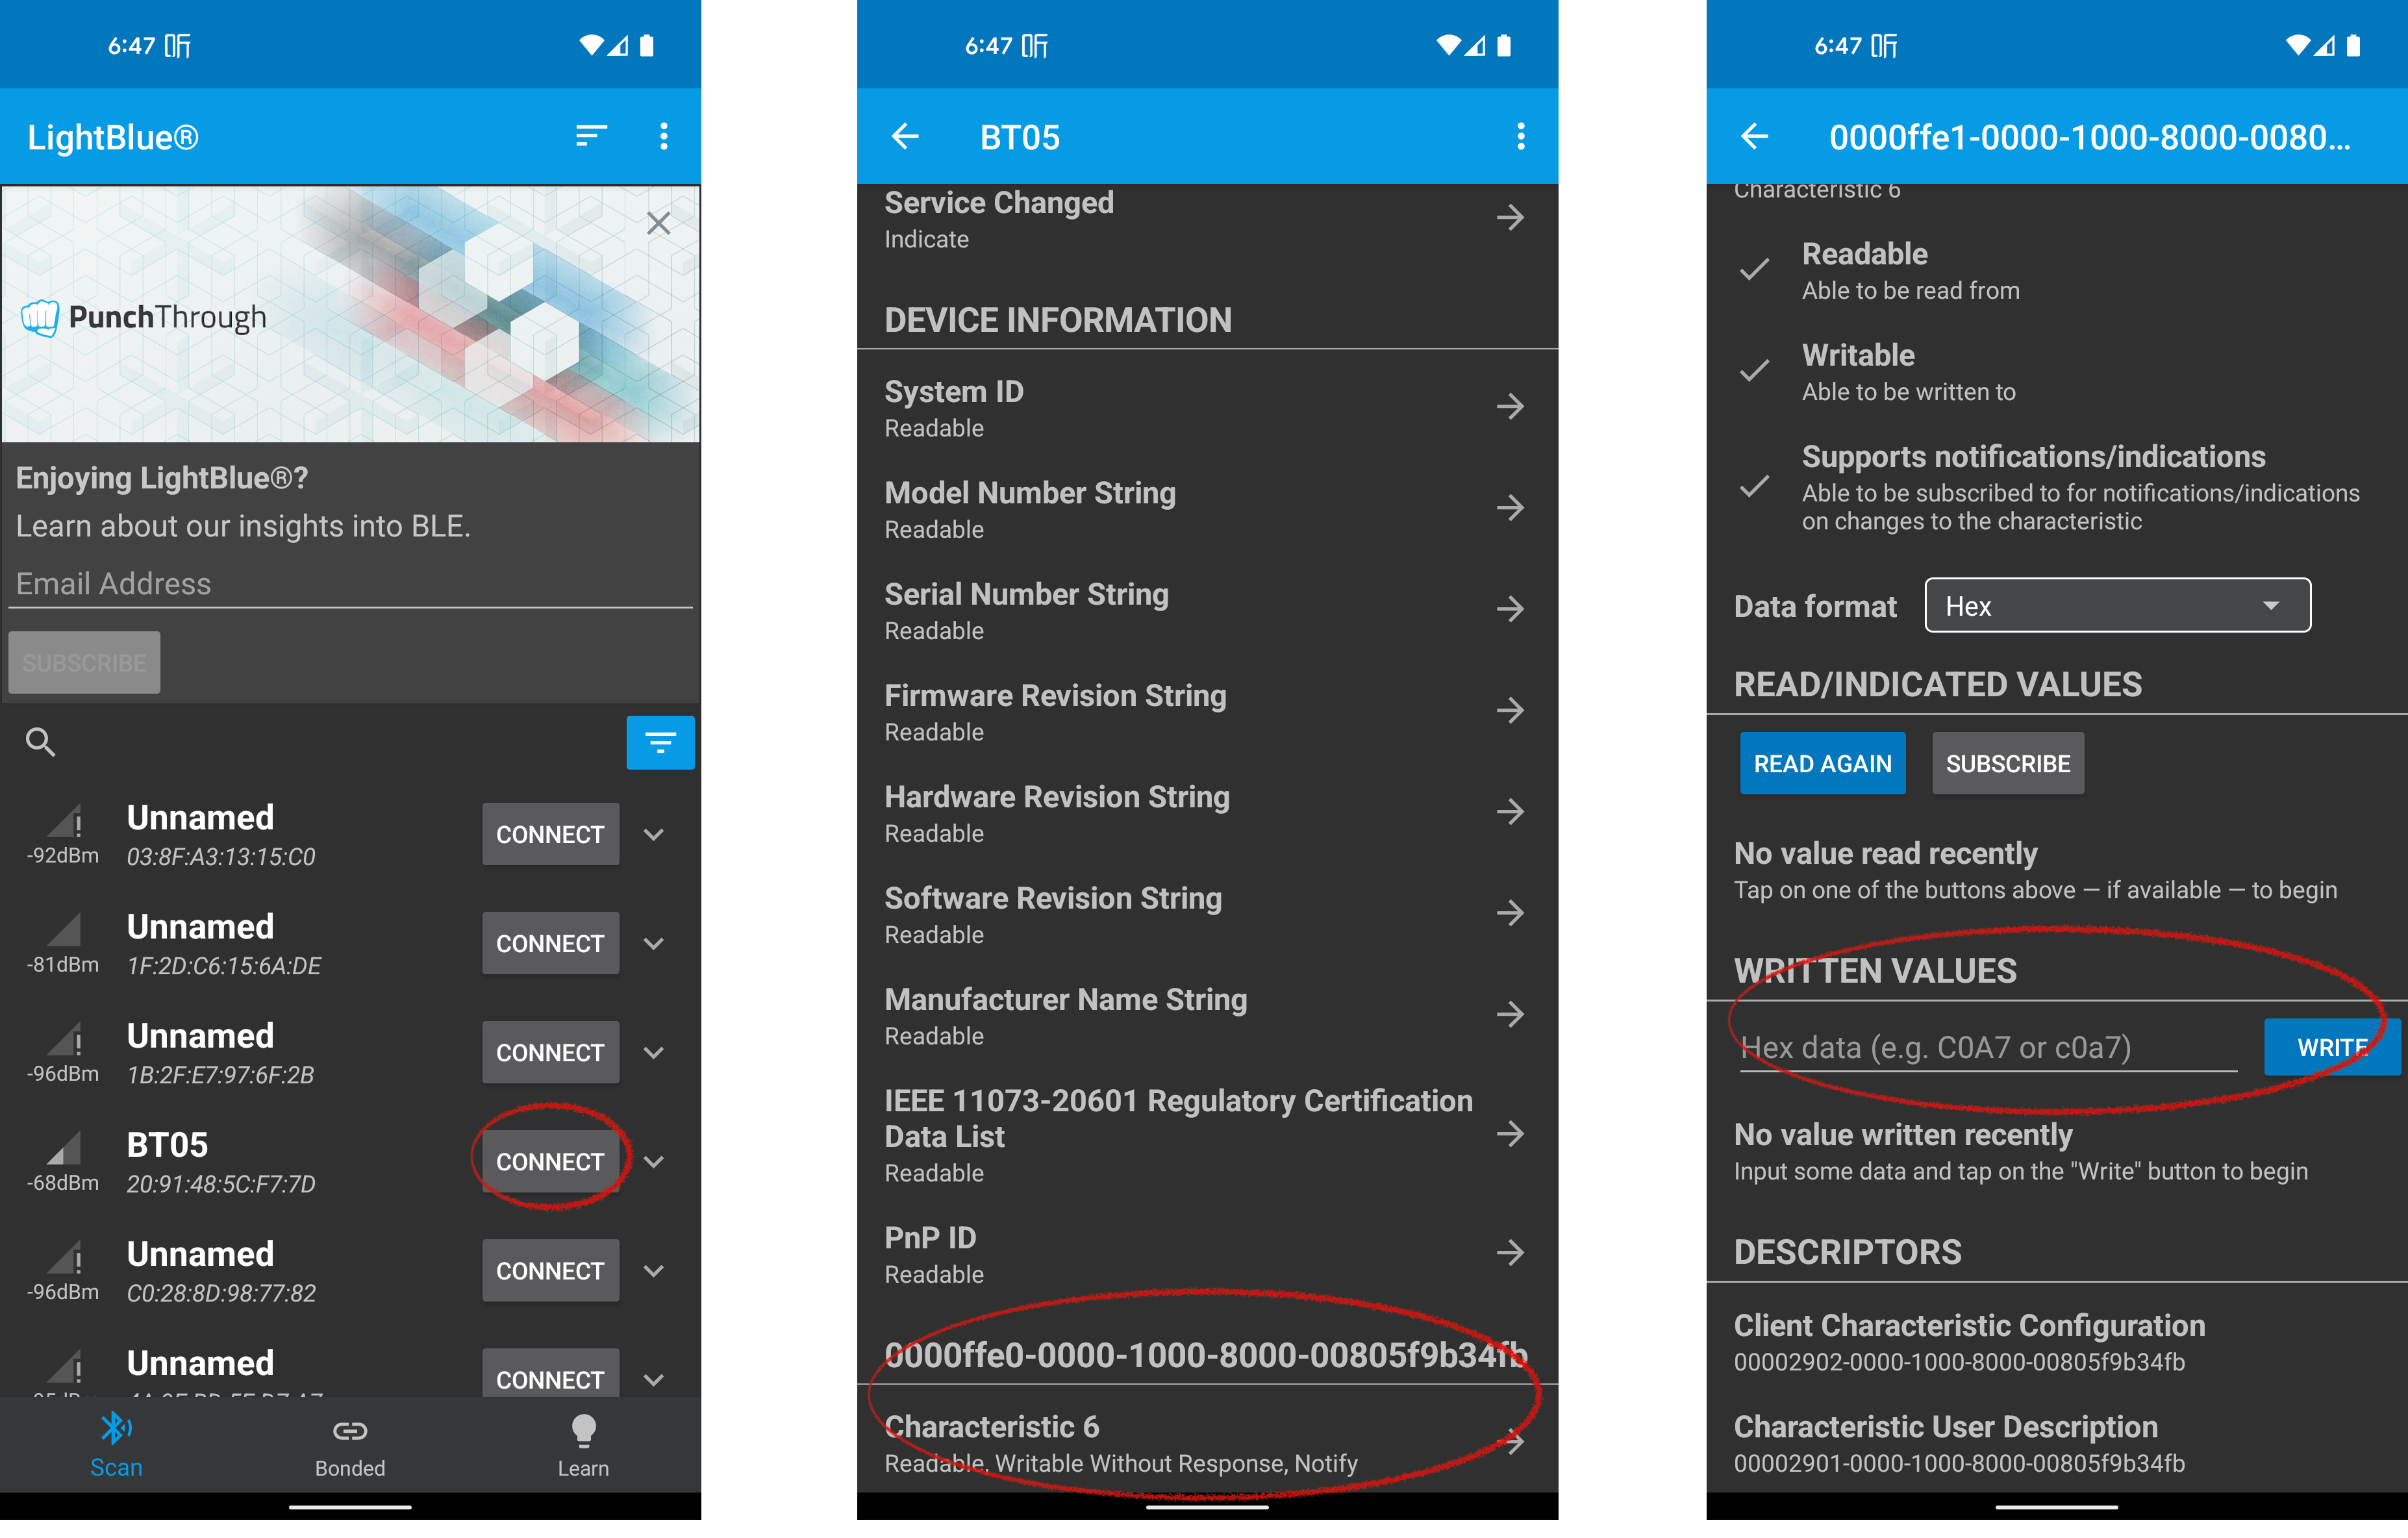 6:47
LightBlue®
PunchThrough
Enjoying LightBlue®?
Learn about our insights into BLE.
Email Address
SUBSCRIBE
Unnamed
CONNECT
-92dBm
03:8F:A3:13:15:C0
Unnamed
CONNECT
-81dBm
1F:2D:C6:15:6A:DE
Unnamed
CONNECT
-96dBm
1B:2F:E7:97:6F:2B
BT05
CONNECT
-68dBm
20:91:48:5C:F7:7D
Unnamed
CONNECT
-96dBm
C0:28:8D:98:77:82
Unnamed
CONNECT
Scan
Bonded
Learn
6:47
BT05
Service Changed
Indicate
DEVICE INFORMATION
System ID
Readable
Model Number String
Readable
Serial Number String
Readable
Firmware Revision String
Readable
Hardware Revision String
Readable
Software Revision String
Readable
Manufacturer Name String
Readable
IEEE 11073-20601 Regulatory Certification
Data List
Readable
PnP ID
Readable
0000ffe0-0000-1000-8000-00805f9b34fb
Characteristic 6
Readable, Writable Without Response, Notify
6:47
0000ffe1-0000-1000-8000-0080...
Characteristic 6
Readable
Able to be read from
Writable
Able to be written to
Supports notifications/indications
Able to be subscribed to for notifications/indications
on changes to the characteristic
Data format Hex
READ/INDICATED VALUES
READ AGAIN SUBSCRIBE
No value read recently
Tap on one of the buttons above — if available — to begin
WRITTEN VALUES
Hex data (e.g. C0A7 or c0a7) WRITE
No value written recently
Input some data and tap on the "Write" button to begin
DESCRIPTORS
Client Characteristic Configuration
00002902-0000-1000-8000-00805f9b34fb
Characteristic User Description
00002901-0000-1000-8000-00805f9b34fb